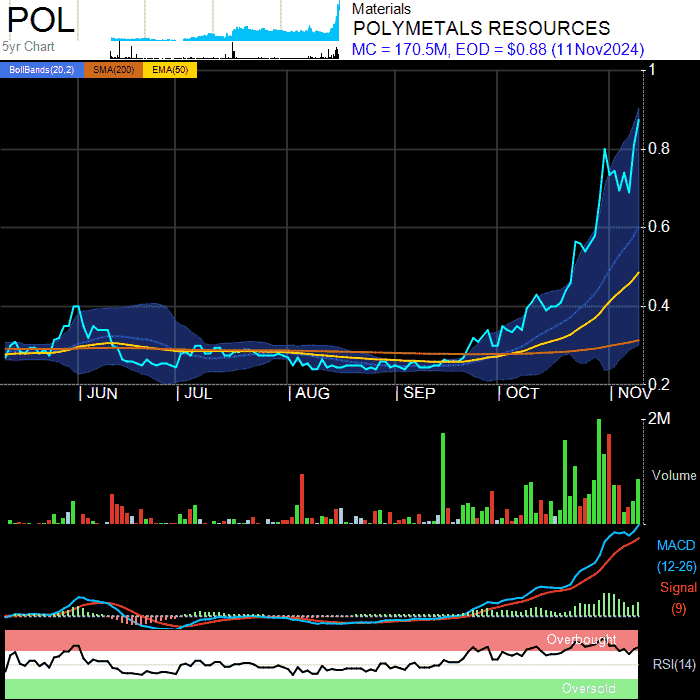 POL
5yr Chart
Materials
POLYMETALS RESOURCES
MC = 170.5M, EOD = $0.88 (11Nov2024)
BollBands(20,2) SMA(200) EMA(50)
1
0.8
0.6
0.4
0.2
JUN JUL AUG SEP OCT NOV
2M
Volume
MACD
(12-26)
Signal
(9)
Overbought
RSI(14)
Oversold